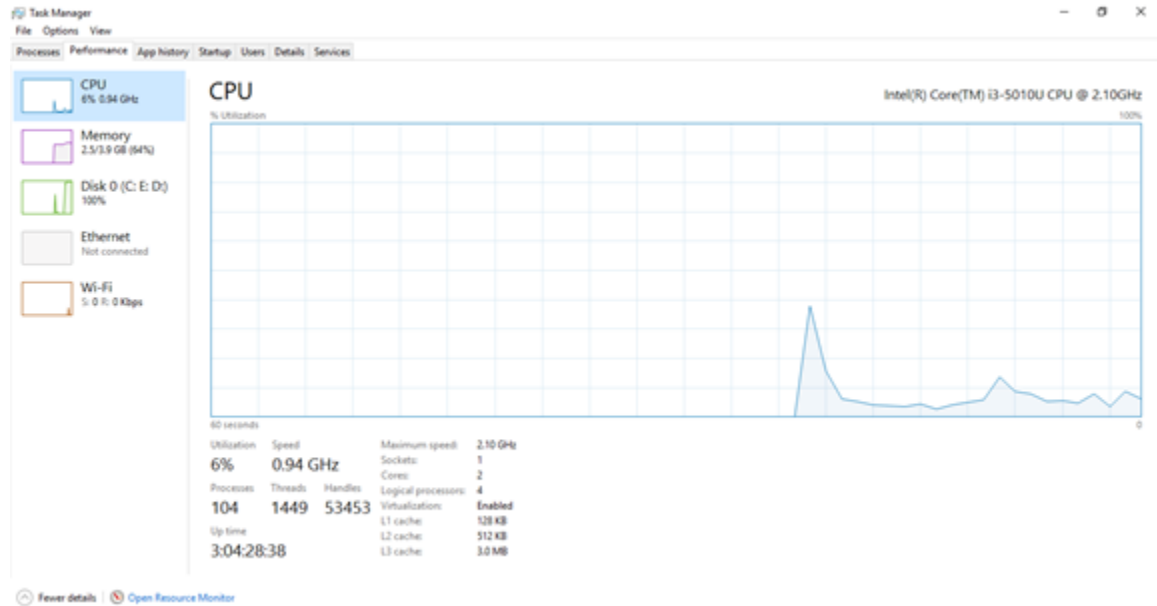 Task Manager
File Options View
Processes Performance App history Startup Users Details Services
CPU
6% 0.94 GHz
Memory
2.5/3.9 GB (64%)
Disk 0 (C: E: D:)
100%
Ethernet
Not connected
Wi-Fi
S: 0 R: 0 Kbps
CPU
Intel(R) Core(TM) i3-5010U CPU @ 2.10GHz
% Utilization 100%
60 seconds 0
Utilization Speed
6% 0.94 GHz
Processes Threads Handles
104 1449 53453
Up time
3:04:28:38
Maximum speed: 2.10 GHz
Sockets: 1
Cores: 2
Logical processors: 4
Virtualization: Enabled
L1 cache: 128 KB
L2 cache: 512 KB
L3 cache: 3.0 MB
Fewer details Open Resource Monitor